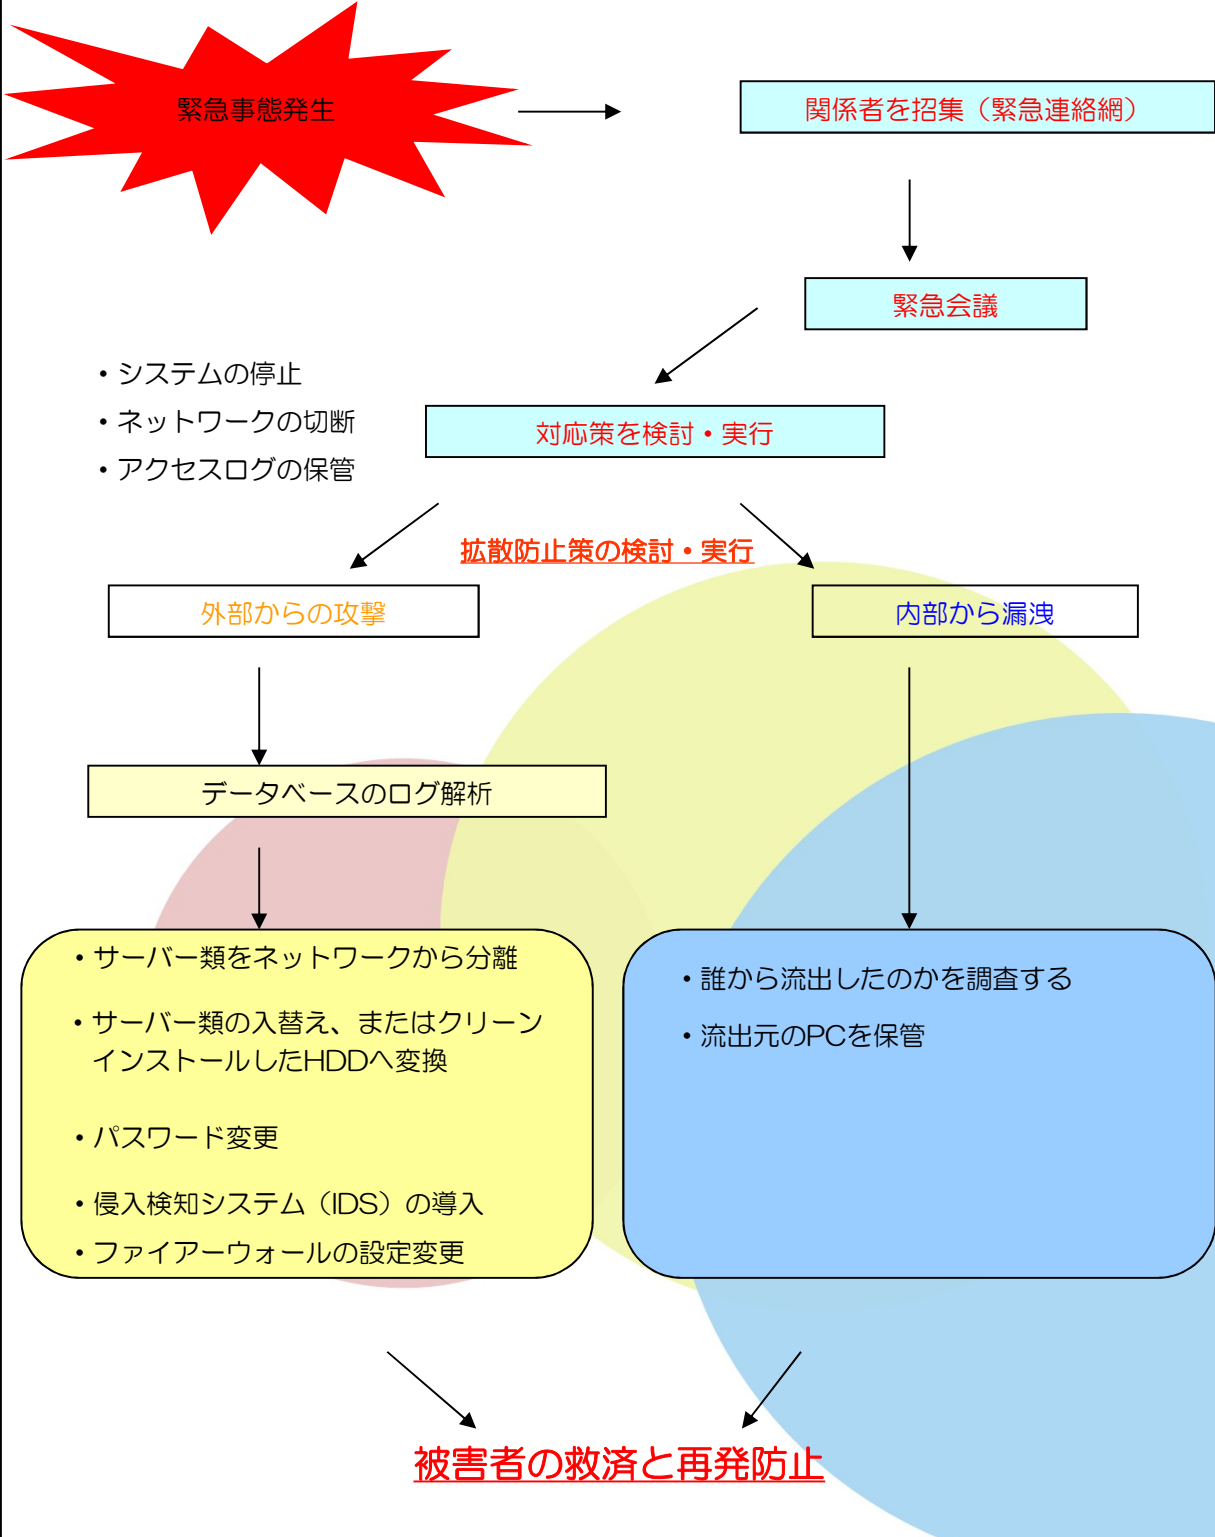 緊急事態発生
関係者を招集（緊急連絡網）
緊急会議
・システムの停止
・ネットワークの切断
・アクセスログの保管
対応策を検討・実行
拡散防止策の検討・実行
外部からの攻撃
内部から漏洩
データベースのログ解析
・サーバー類をネットワークから分離
・サーバー類の入替え、またはクリーン
インストールしたHDDへ変換
・パスワード変更
・侵入検知システム（IDS）の導入
・ファイアーウォールの設定変更
・誰から流出したのかを調査する
・流出元のPCを保管
被害者の救済と再発防止